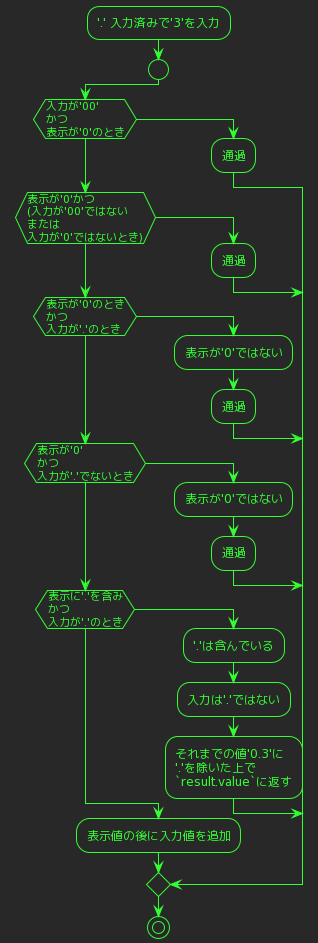 '.' 入力済みで'3'を入力
入力が'00'
かつ
表示が'0'のとき
通過
表示が'0'かつ
(入力が'00'ではない
または
入力が'0'ではないとき)
通過
表示が'0'のとき
かつ
入力が'.'のとき
表示が'0'ではない
通過
表示が'0'
かつ
入力が'.'でないとき
表示が'0'ではない
通過
表示に'.'を含み
かつ
入力が'.'のとき
'.'は含んでいる
入力は'.'ではない
それまでの値'0.3'に
'.'を除いた上で
`result.value`に返す
表示値の後に入力値を追加